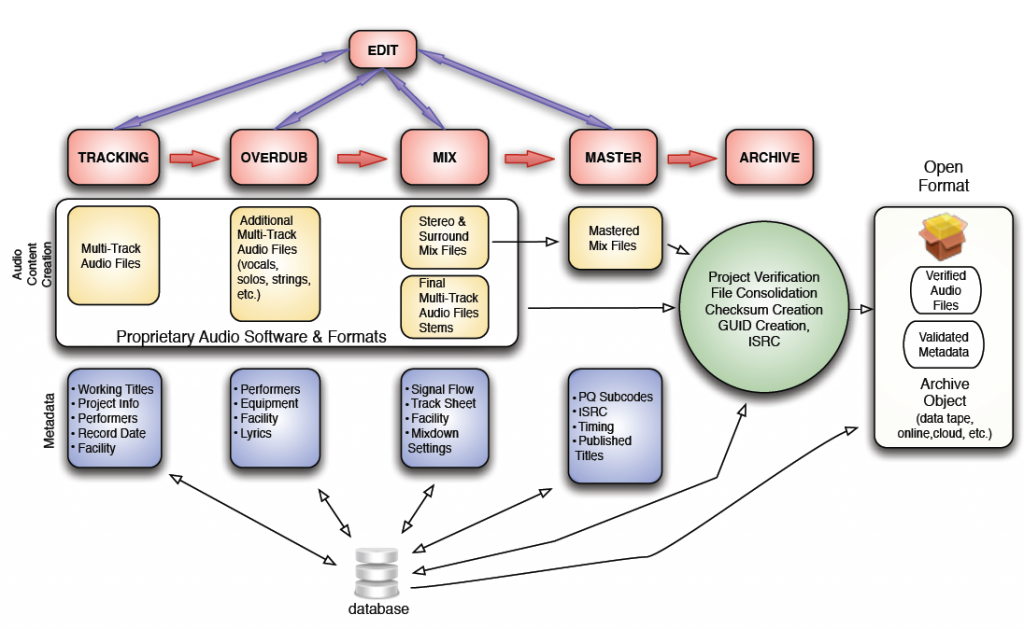 EDIT
TRACKING
OVERDUB
MIX
MASTER
ARCHIVE
Open
Format
Audio
Content
Creation
Multi-Track
Audio Files
Additional
Multi-Track
Audio Files
(vocals,
solos, strings,
etc.)
Stereo &
Surround
Mix Files
Final
Multi-Track
Audio Files
Stems
Mastered
Mix Files
Proprietary Audio Software & Formats
Project Verification
File Consolidation
Checksum Creation
GUID Creation,
ISRC
Verified
Audio
Files
Validated
Metadata
Archive
Object
(data tape,
online,cloud, etc.)
Metadata
• Working Titles
• Project Info
• Performers
• Record Date
• Facility
• Performers
• Equipment
• Facility
• Lyrics
• Signal Flow
• Track Sheet
• Facility
• Mixdown
Settings
• PQ Subcodes
• ISRC
• Timing
• Published
Titles
database